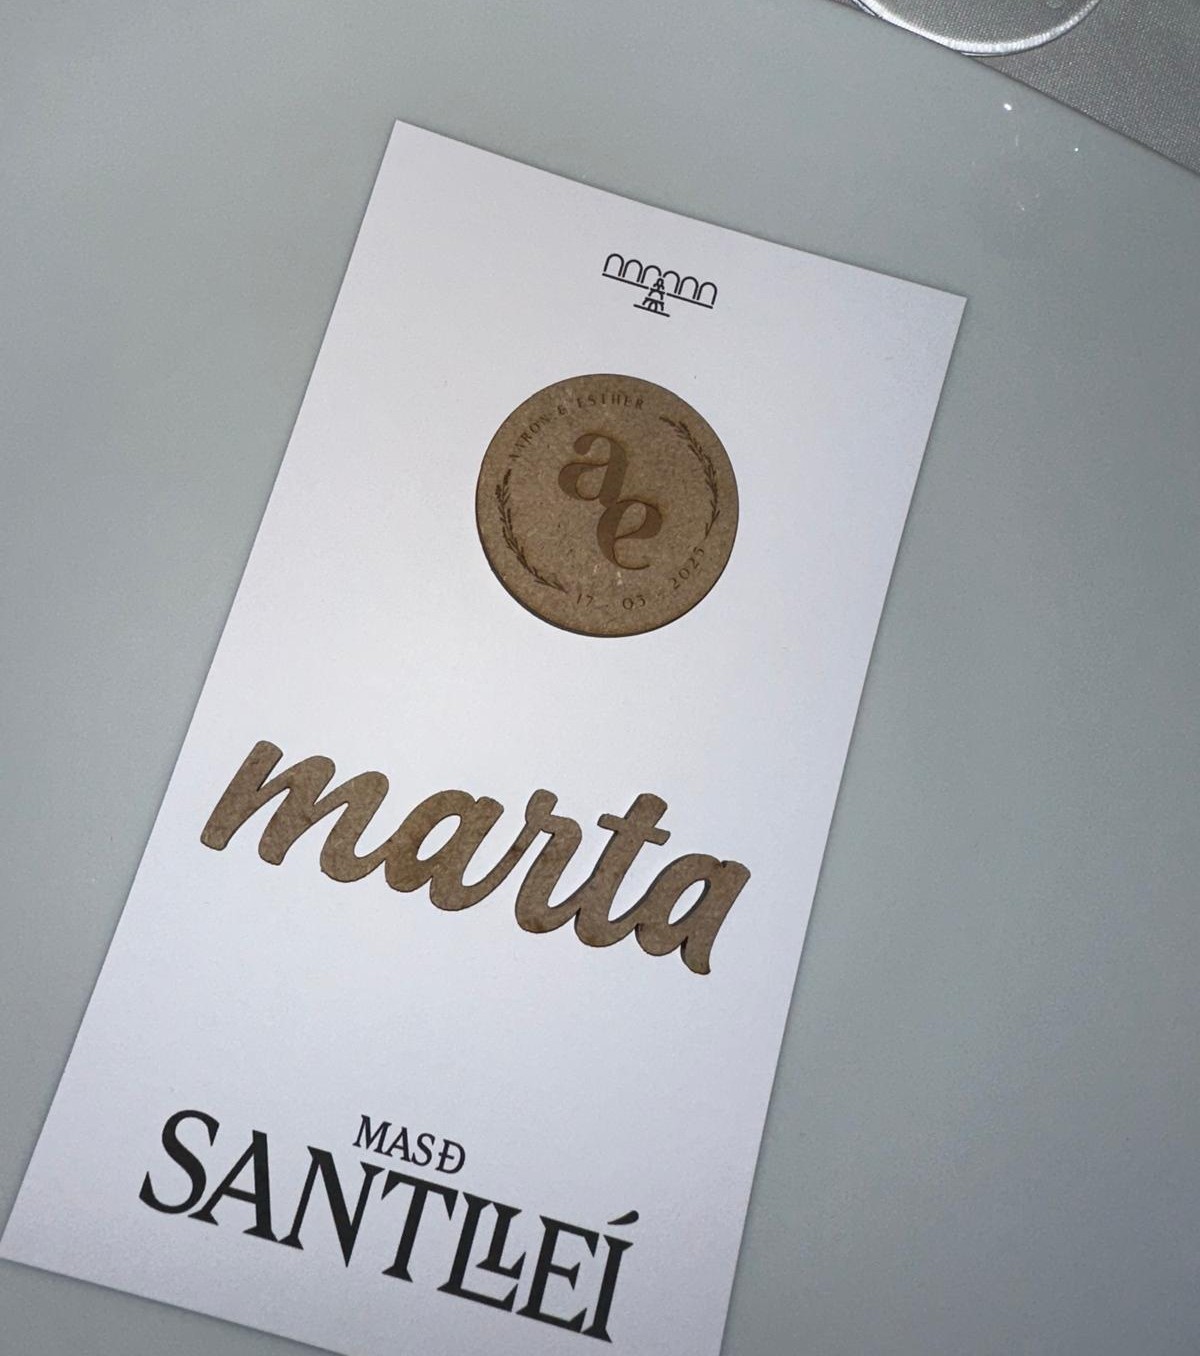 AARON & ESTHER
ae
17 - 05 - 2025
marta
MAS Đ
SANTLLEÍ